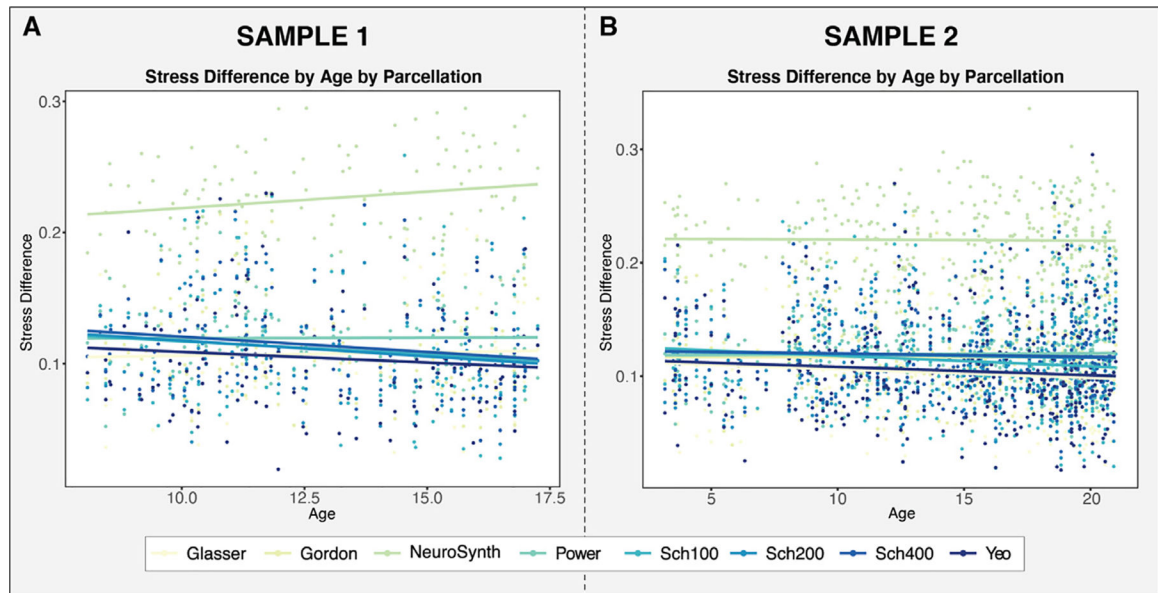 A
SAMPLE 1
Stress Difference by Age by Parcellation
0.3
0.2
0.1
Stress Difference
10.0
12.5
15.0
17.5
Age
B
SAMPLE 2
Stress Difference by Age by Parcellation
0.3
0.2
0.1
Stress Difference
5
10
15
20
Age
Glasser Gordon NeuroSynth Power Sch100 Sch200 Sch400 Yeo